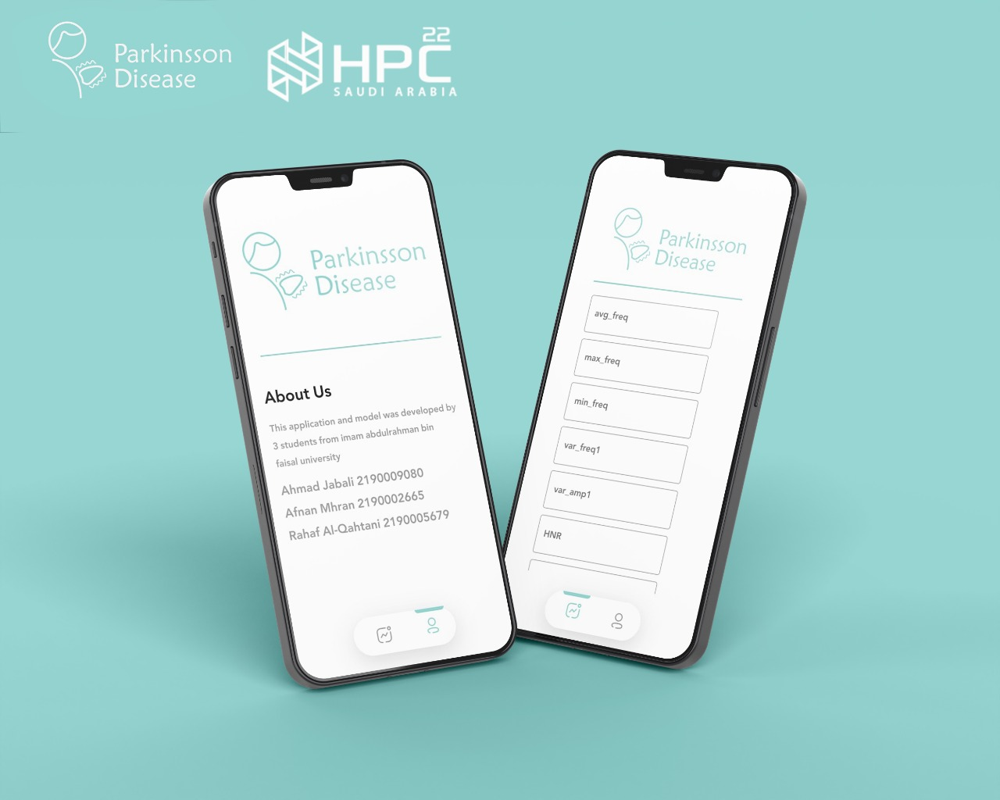 Parkinsson
Disease
HPC 22
SAUDI ARABIA
Parkinsson
Disease
About Us
This application and model was developed by
3 students from imam abdulrahman bin
faisal university
Ahmad Jabali 2190009080
Afnan Mhran 2190002665
Rahaf Al-Qahtani 2190005679
Parkinsson
Disease
avg_freq
max_freq
min_freq
var_freq1
var_amp1
HNR